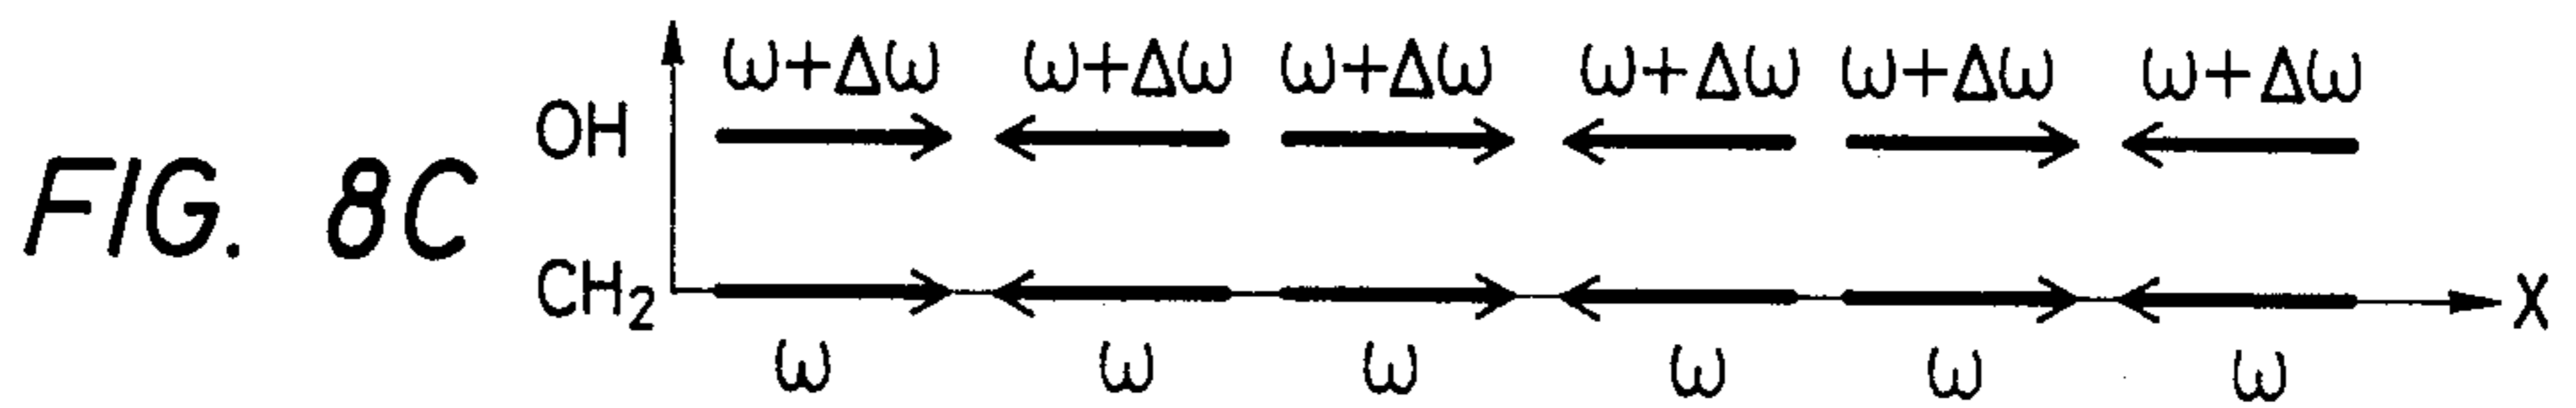 ω+Δω ω+Δω ω+Δω ω+Δω ω+Δω ω+Δω
OH
FIG. 8C
CH₂ X
ω ω ω ω ω ω